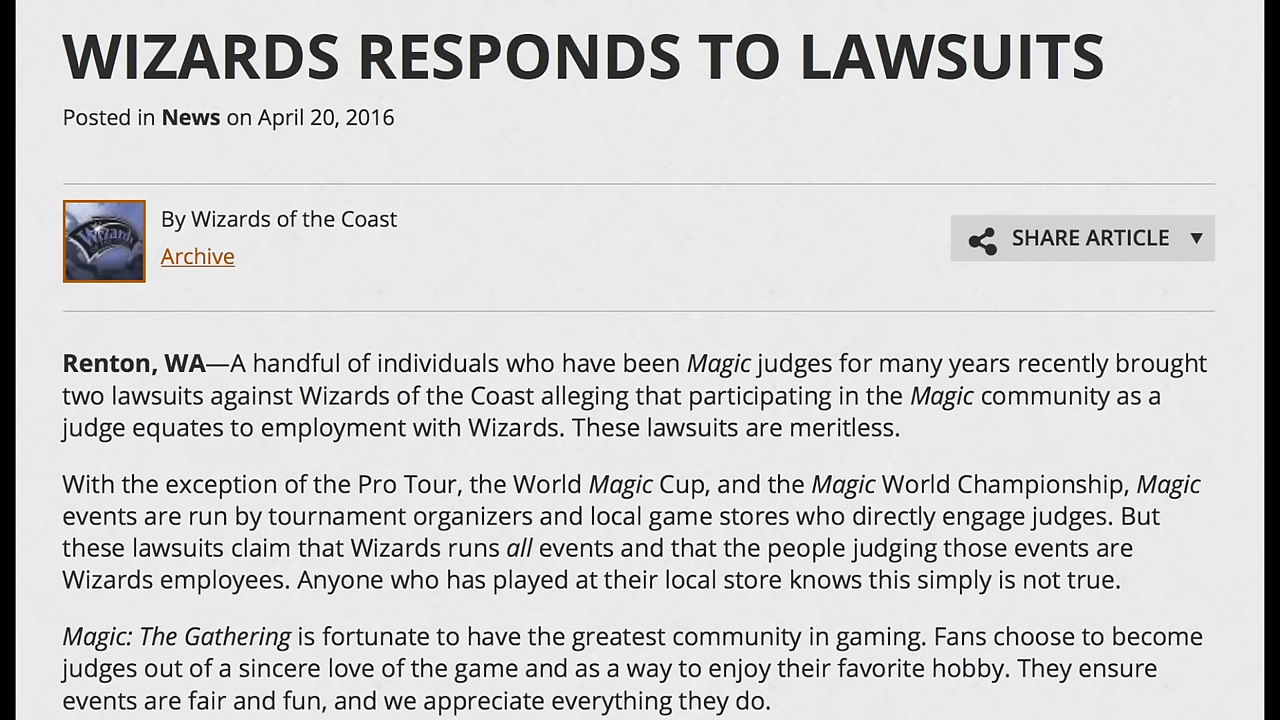 WIZARDS RESPONDS TO LAWSUITS
Posted in News on April 20, 2016
Wizards
By Wizards of the Coast
Archive
SHARE ARTICLE
Renton, WA—A handful of individuals who have been Magic judges for many years recently brought
two lawsuits against Wizards of the Coast alleging that participating in the Magic community as a
judge equates to employment with Wizards. These lawsuits are meritless.
With the exception of the Pro Tour, the World Magic Cup, and the Magic World Championship, Magic
events are run by tournament organizers and local game stores who directly engage judges. But
these lawsuits claim that Wizards runs all events and that the people judging those events are
Wizards employees. Anyone who has played at their local store knows this simply is not true.
Magic: The Gathering is fortunate to have the greatest community in gaming. Fans choose to become
judges out of a sincere love of the game and as a way to enjoy their favorite hobby. They ensure
events are fair and fun, and we appreciate everything they do.